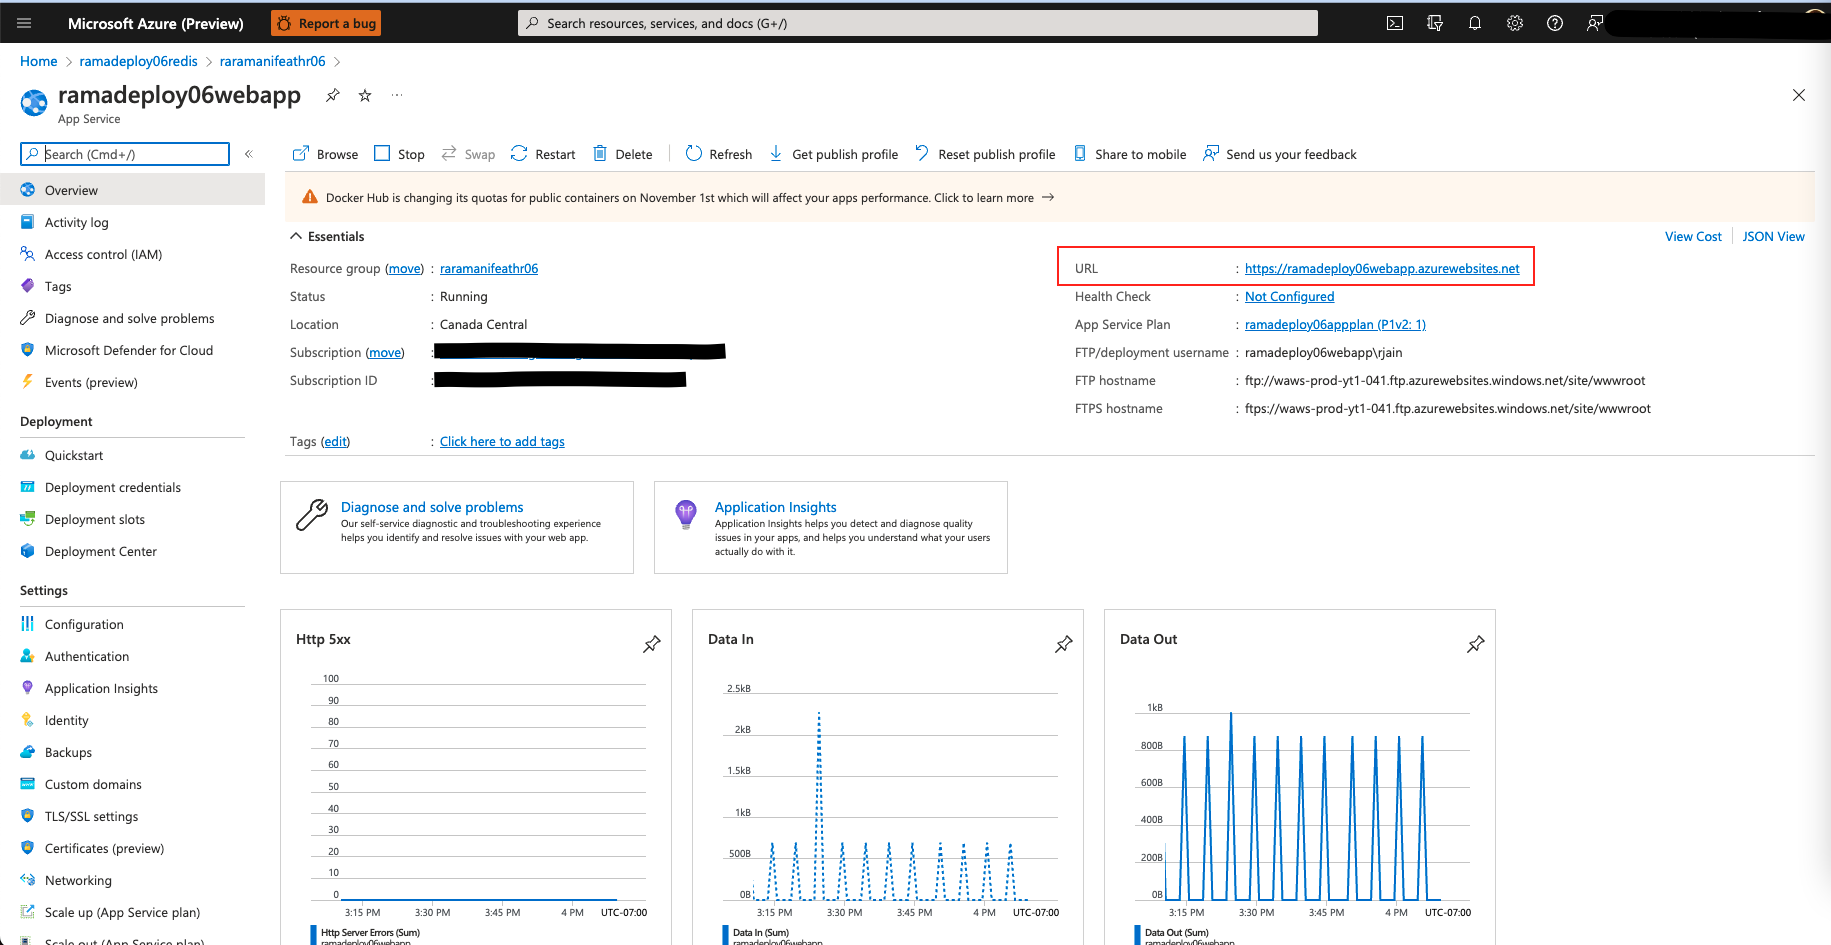 Microsoft Azure (Preview)
Report a bug
Search resources, services, and docs (G+/)
Home > ramadeploy06redis > raramanifeathr06 >
ramadeploy06webapp
App Service
Search (Cmd+/)
Overview
Activity log
Access control (IAM)
Tags
Diagnose and solve problems
Microsoft Defender for Cloud
Events (preview)
Deployment
Quickstart
Deployment credentials
Deployment slots
Deployment Center
Settings
Configuration
Authentication
Application Insights
Identity
Backups
Custom domains
TLS/SSL settings
Certificates (preview)
Networking
Scale up (App Service plan)
Scale out (App Service plan)
Browse Stop Swap Restart Delete Refresh Get publish profile Reset publish profile Share to mobile Send us your feedback
Docker Hub is changing its quotas for public containers on November 1st which will affect your apps performance. Click to learn more →
Essentials
View Cost JSON View
Resource group (move) : raramanifeathr06
Status : Running
Location : Canada Central
Subscription (move) :
Subscription ID :
Tags (edit) : Click here to add tags
URL : https://ramadeploy06webapp.azurewebsites.net
Health Check : Not Configured
App Service Plan : ramadeploy06appplan (P1v2: 1)
FTP/deployment username : ramadeploy06webapp\rjain
FTP hostname : ftp://waws-prod-yt1-041.ftp.azurewebsites.windows.net/site/wwwroot
FTPS hostname : ftps://waws-prod-yt1-041.ftp.azurewebsites.windows.net/site/wwwroot
Diagnose and solve problems
Our self-service diagnostic and troubleshooting experience
helps you identify and resolve issues with your web app.
Application Insights
Application Insights helps you detect and diagnose quality
issues in your apps, and helps you understand what your users
actually do with it.
Http 5xx
100
90
80
70
60
50
40
30
20
10
0
3:15 PM 3:30 PM 3:45 PM 4 PM UTC-07:00
Http Server Errors (Sum)
ramadeploy06webapp
Data In
2.5kB
2kB
1.5kB
1kB
500B
0B
3:15 PM 3:30 PM 3:45 PM 4 PM UTC-07:00
Data In (Sum)
ramadeploy06webapp
Data Out
1kB
800B
600B
400B
200B
0B
3:15 PM 3:30 PM 3:45 PM 4 PM UTC-07:00
Data Out (Sum)
ramadeploy06webapp